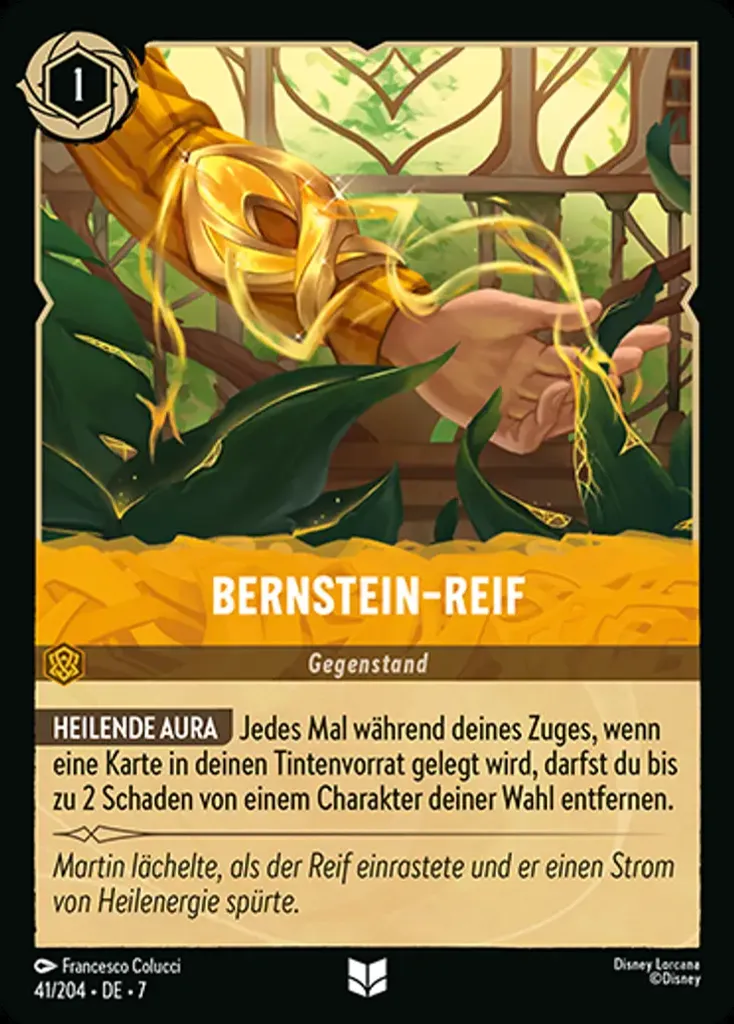 1
BERNSTEIN-REIF
Gegenstand
HEILENDE AURA Jedes Mal während deines Zuges, wenn
eine Karte in deinen Tintenvorrat gelegt wird, darfst du bis
zu 2 Schaden von einem Charakter deiner Wahl entfernen.
Martin lächelte, als der Reif einrastete und er einen Strom
von Heilenergie spürte.
Francesco Colucci
41/204 • DE • 7
Disney Lorcana
©Disney